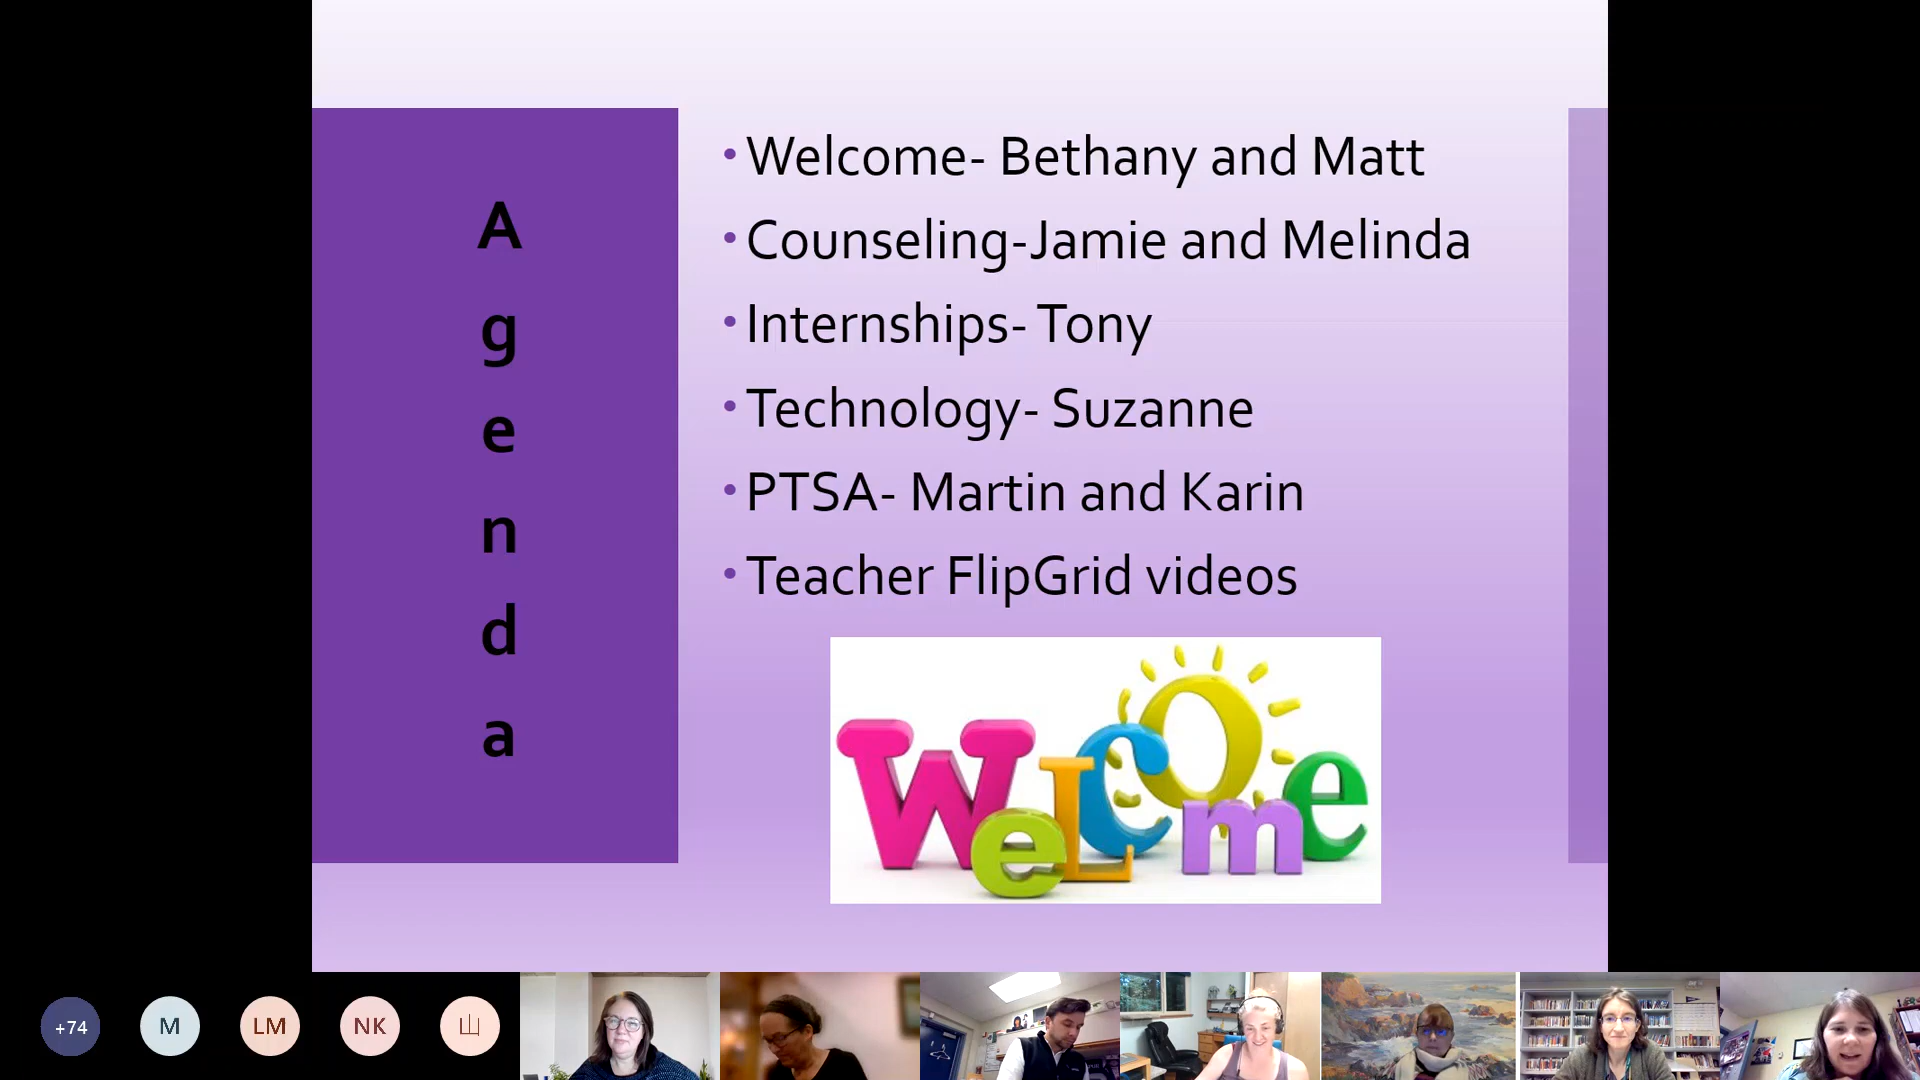 Agenda
• Welcome- Bethany and Matt
• Counseling-Jamie and Melinda
• Internships- Tony
• Technology- Suzanne
• PTSA- Martin and Karin
• Teacher FlipGrid videos
WeLCOme
+74
M
LM
NK
Ш